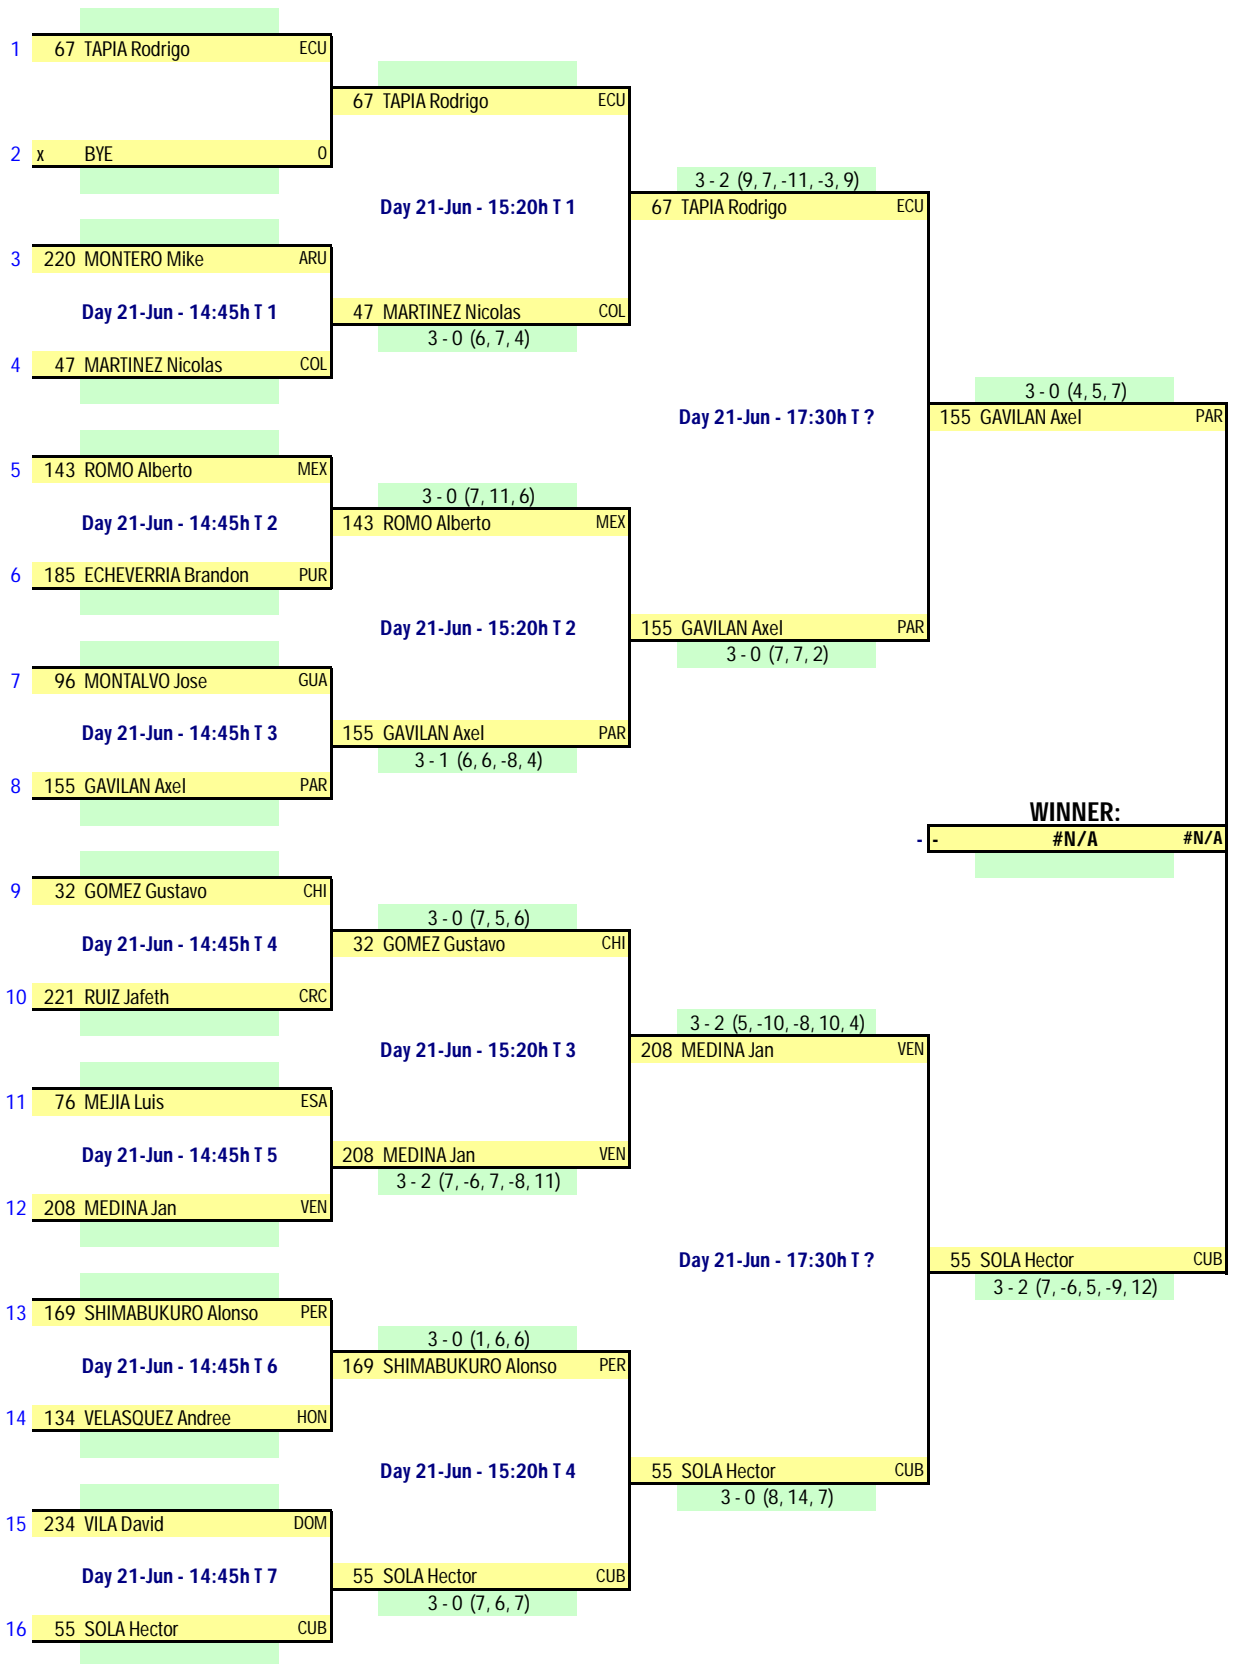 1 67 TAPIA Rodrigo ECU
67 TAPIA Rodrigo ECU
2 x BYE 0
3 - 2 (9, 7, -11, -3, 9)
Day 21-Jun - 15:20h T 1
67 TAPIA Rodrigo ECU
3 220 MONTERO Mike ARU
Day 21-Jun - 14:45h T 1
47 MARTINEZ Nicolas COL
3 - 0 (6, 7, 4)
4 47 MARTINEZ Nicolas COL
3 - 0 (4, 5, 7)
Day 21-Jun - 17:30h T ?
155 GAVILAN Axel PAR
5 143 ROMO Alberto MEX
3 - 0 (7, 11, 6)
Day 21-Jun - 14:45h T 2
143 ROMO Alberto MEX
6 185 ECHEVERRIA Brandon PUR
Day 21-Jun - 15:20h T 2
155 GAVILAN Axel PAR
3 - 0 (7, 7, 2)
7 96 MONTALVO Jose GUA
Day 21-Jun - 14:45h T 3
155 GAVILAN Axel PAR
3 - 1 (6, 6, -8, 4)
8 155 GAVILAN Axel PAR
WINNER:
- - #N/A #N/A
9 32 GOMEZ Gustavo CHI
3 - 0 (7, 5, 6)
Day 21-Jun - 14:45h T 4
32 GOMEZ Gustavo CHI
10 221 RUIZ Jafeth CRC
3 - 2 (5, -10, -8, 10, 4)
Day 21-Jun - 15:20h T 3
208 MEDINA Jan VEN
11 76 MEJIA Luis ESA
Day 21-Jun - 14:45h T 5
208 MEDINA Jan VEN
3 - 2 (7, -6, 7, -8, 11)
12 208 MEDINA Jan VEN
Day 21-Jun - 17:30h T ?
55 SOLA Hector CUB
3 - 2 (7, -6, 5, -9, 12)
13 169 SHIMABUKURO Alonso PER
3 - 0 (1, 6, 6)
Day 21-Jun - 14:45h T 6
169 SHIMABUKURO Alonso PER
14 134 VELASQUEZ Andree HON
Day 21-Jun - 15:20h T 4
55 SOLA Hector CUB
3 - 0 (8, 14, 7)
15 234 VILA David DOM
Day 21-Jun - 14:45h T 7
55 SOLA Hector CUB
3 - 0 (7, 6, 7)
16 55 SOLA Hector CUB